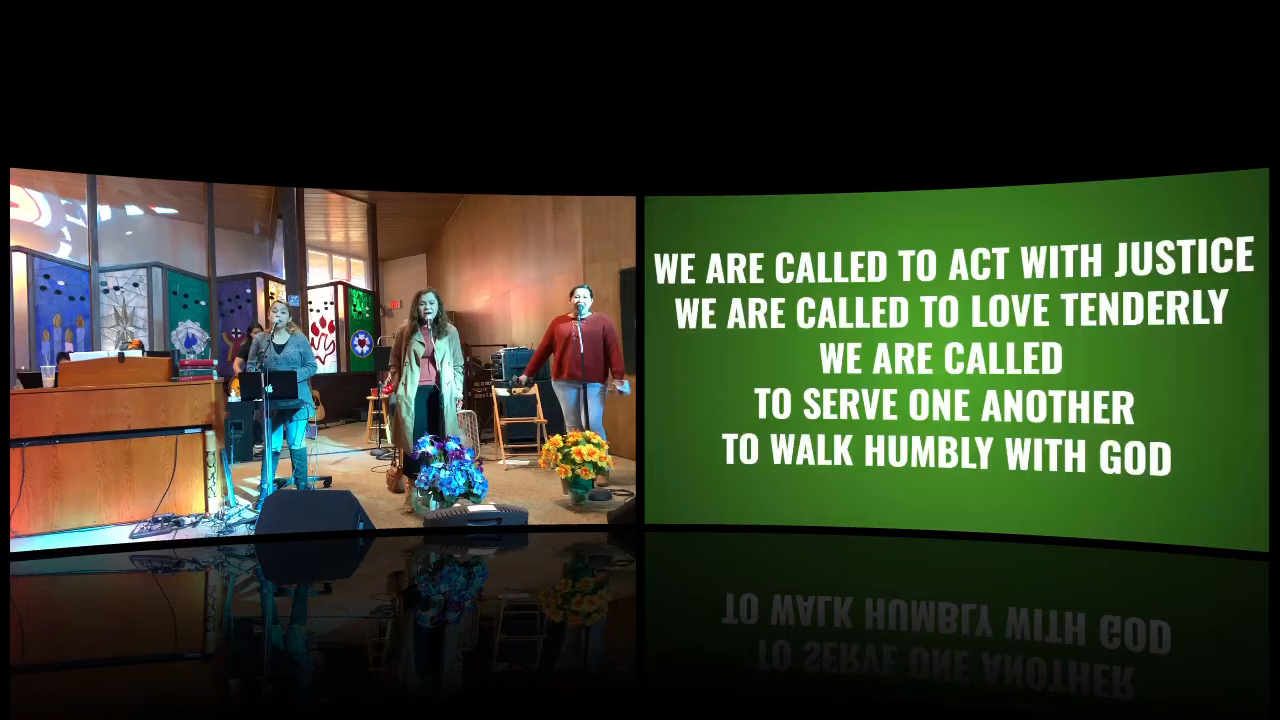 WE ARE CALLED TO ACT WITH JUSTICE
WE ARE CALLED TO LOVE TENDERLY
WE ARE CALLED
TO SERVE ONE ANOTHER
TO WALK HUMBLY WITH GOD